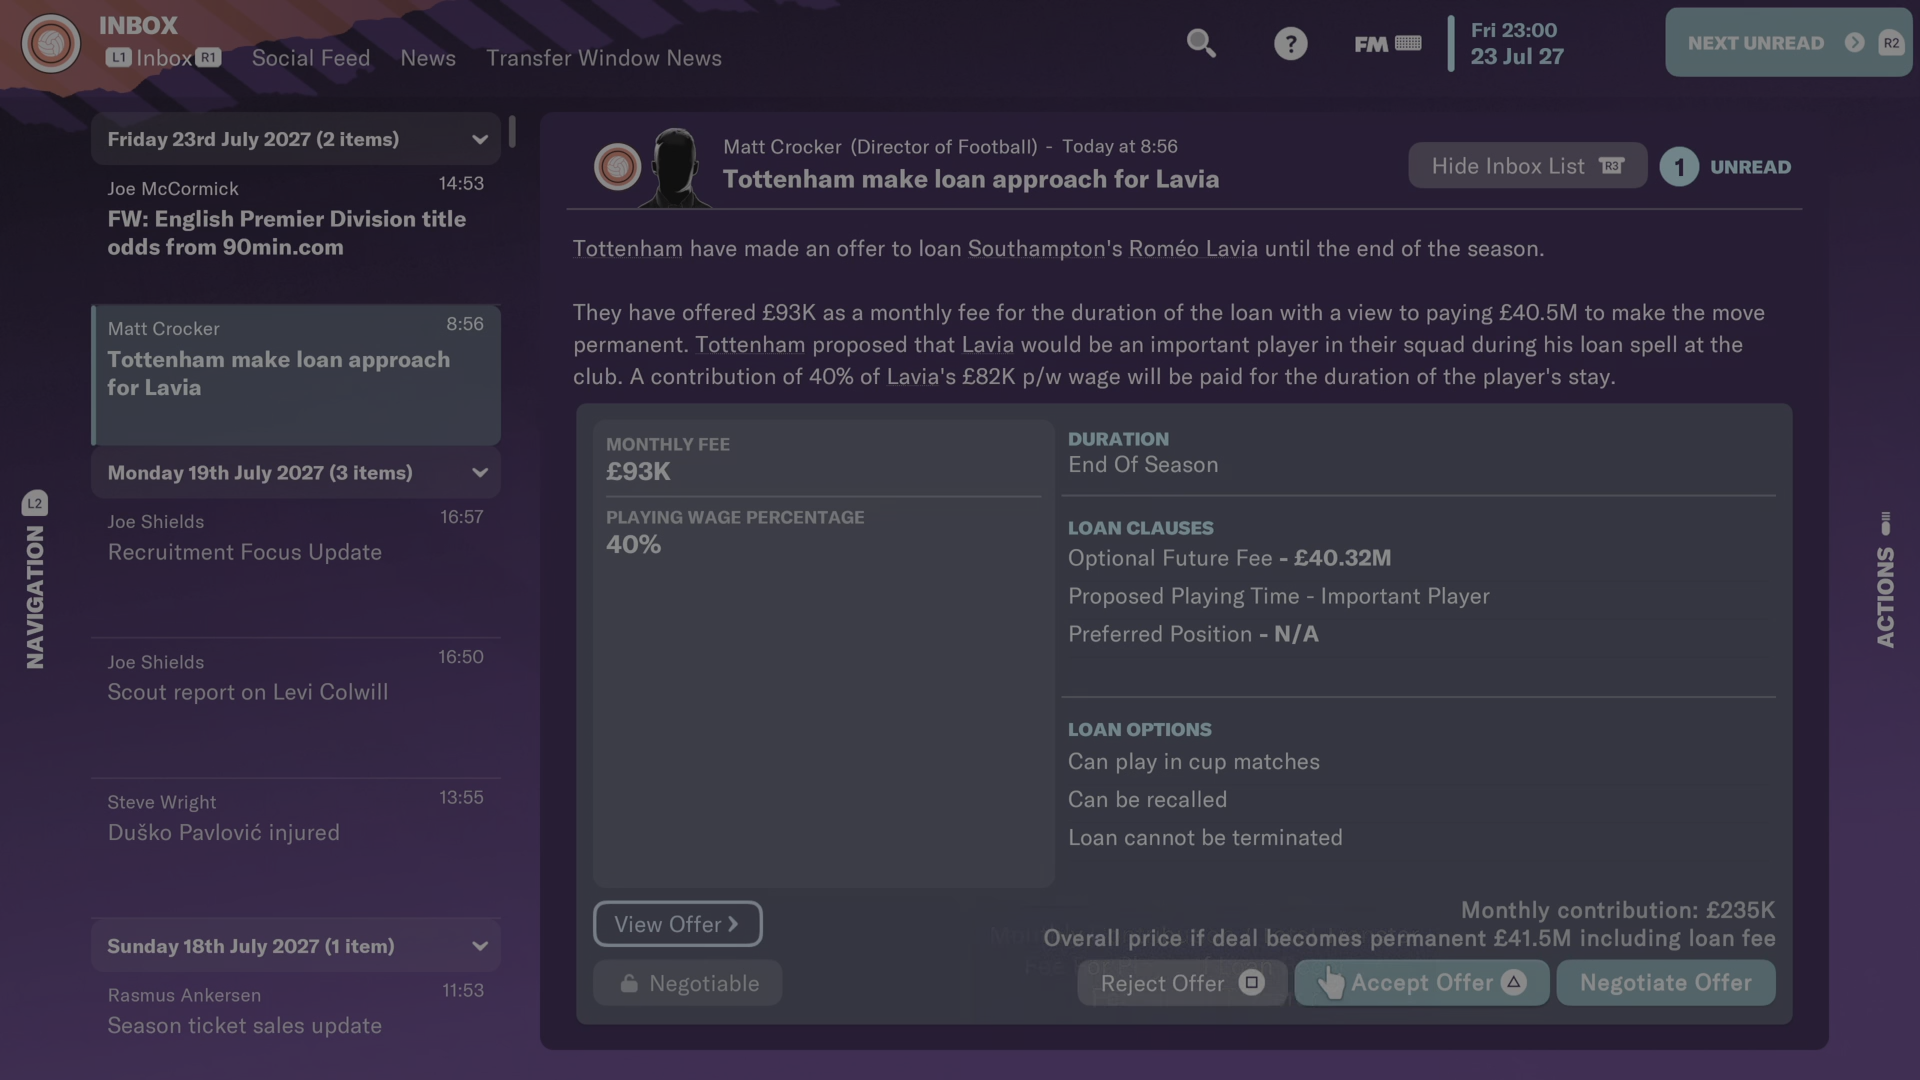 INBOX
L1 Inbox R1 Social Feed News Transfer Window News
FM
Fri 23:00
23 Jul 27
NEXT UNREAD R2
Friday 23rd July 2027 (2 items)
Joe McCormick 14:53
FW: English Premier Division title
odds from 90min.com
Matt Crocker 8:56
Tottenham make loan approach
for Lavia
Monday 19th July 2027 (3 items)
Joe Shields 16:57
Recruitment Focus Update
Joe Shields 16:50
Scout report on Levi Colwill
Steve Wright 13:55
Duško Pavlović injured
Sunday 18th July 2027 (1 item)
Rasmus Ankersen 11:53
Season ticket sales update
L2
NAVIGATION
Matt Crocker (Director of Football) - Today at 8:56
Tottenham make loan approach for Lavia
Hide Inbox List R3
1 UNREAD
Tottenham have made an offer to loan Southampton's Roméo Lavia until the end of the season.
They have offered £93K as a monthly fee for the duration of the loan with a view to paying £40.5M to make the move
permanent. Tottenham proposed that Lavia would be an important player in their squad during his loan spell at the
club. A contribution of 40% of Lavia's £82K p/w wage will be paid for the duration of the player's stay.
MONTHLY FEE
£93K
PLAYING WAGE PERCENTAGE
40%
DURATION
End Of Season
LOAN CLAUSES
Optional Future Fee - £40.32M
Proposed Playing Time - Important Player
Preferred Position - N/A
LOAN OPTIONS
Can play in cup matches
Can be recalled
Loan cannot be terminated
View Offer
Negotiable
Monthly contribution: £235K
Overall price if deal becomes permanent £41.5M including loan fee
Reject Offer
Accept Offer
Negotiate Offer
ACTIONS